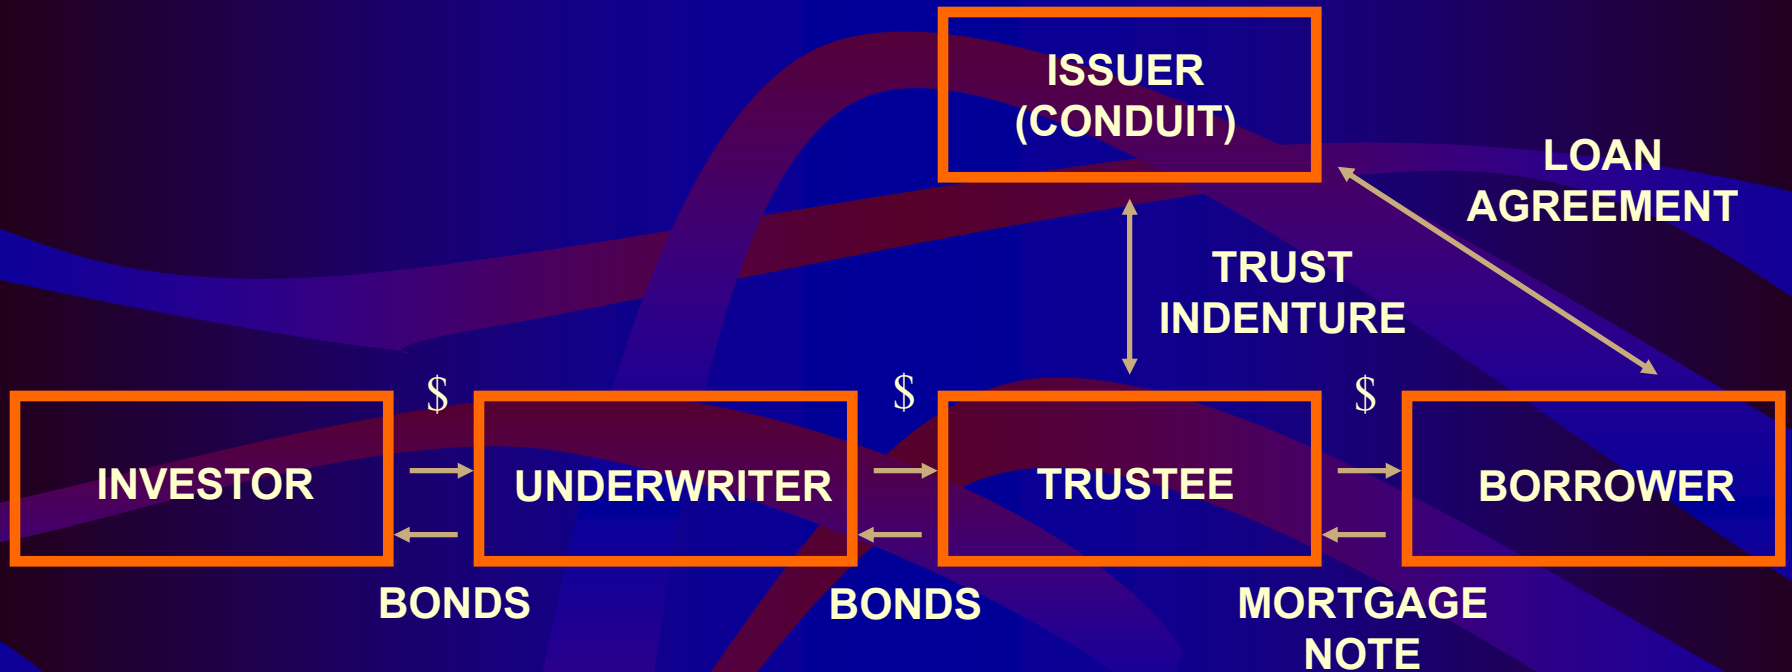 ISSUER
(CONDUIT)
LOAN
AGREEMENT
TRUST
INDENTURE
$
$
$
INVESTOR
UNDERWRITER
TRUSTEE
BORROWER
BONDS
BONDS
MORTGAGE
NOTE